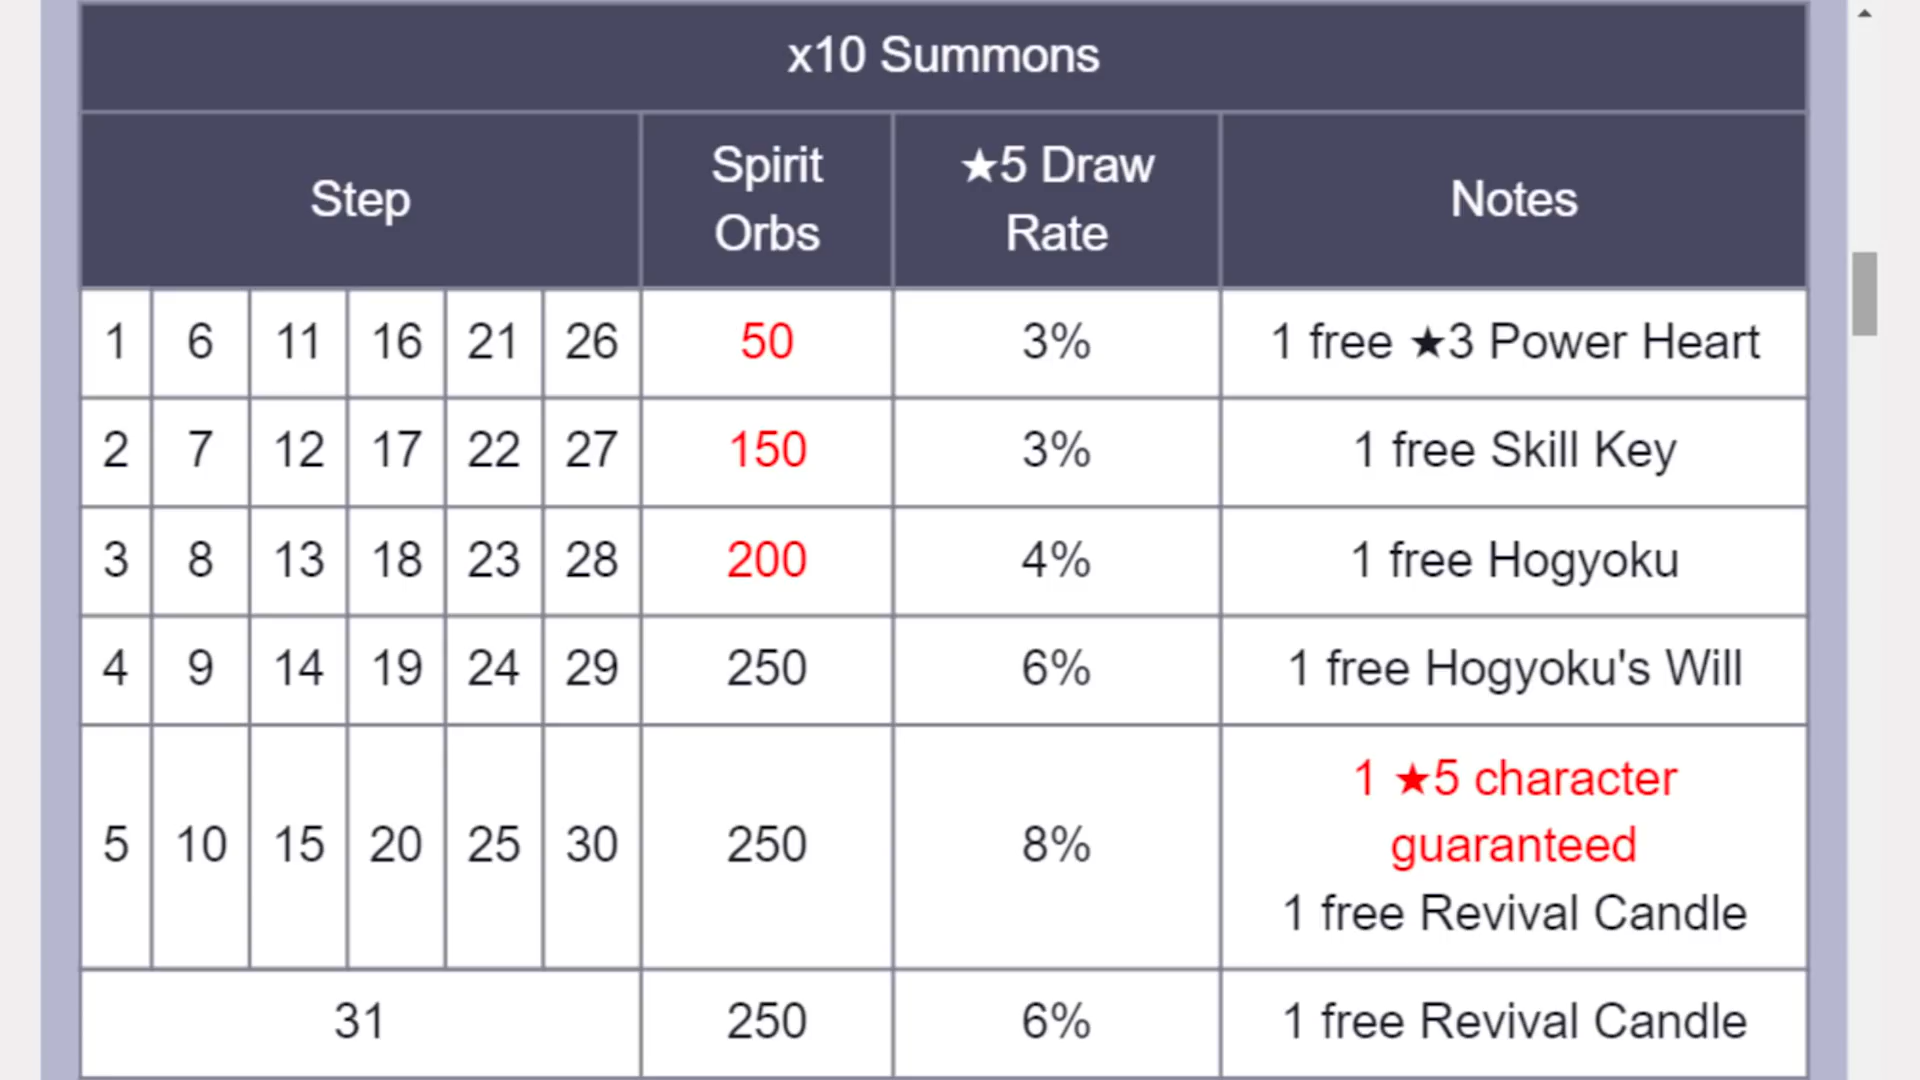 x10 Summons
Step Spirit Orbs ★5 Draw Rate Notes
1 6 11 16 21 26 50 3% 1 free ★3 Power Heart
2 7 12 17 22 27 150 3% 1 free Skill Key
3 8 13 18 23 28 200 4% 1 free Hogyoku
4 9 14 19 24 29 250 6% 1 free Hogyoku's Will
5 10 15 20 25 30 250 8% 1 ★5 character
guaranteed
1 free Revival Candle
31 250 6% 1 free Revival Candle